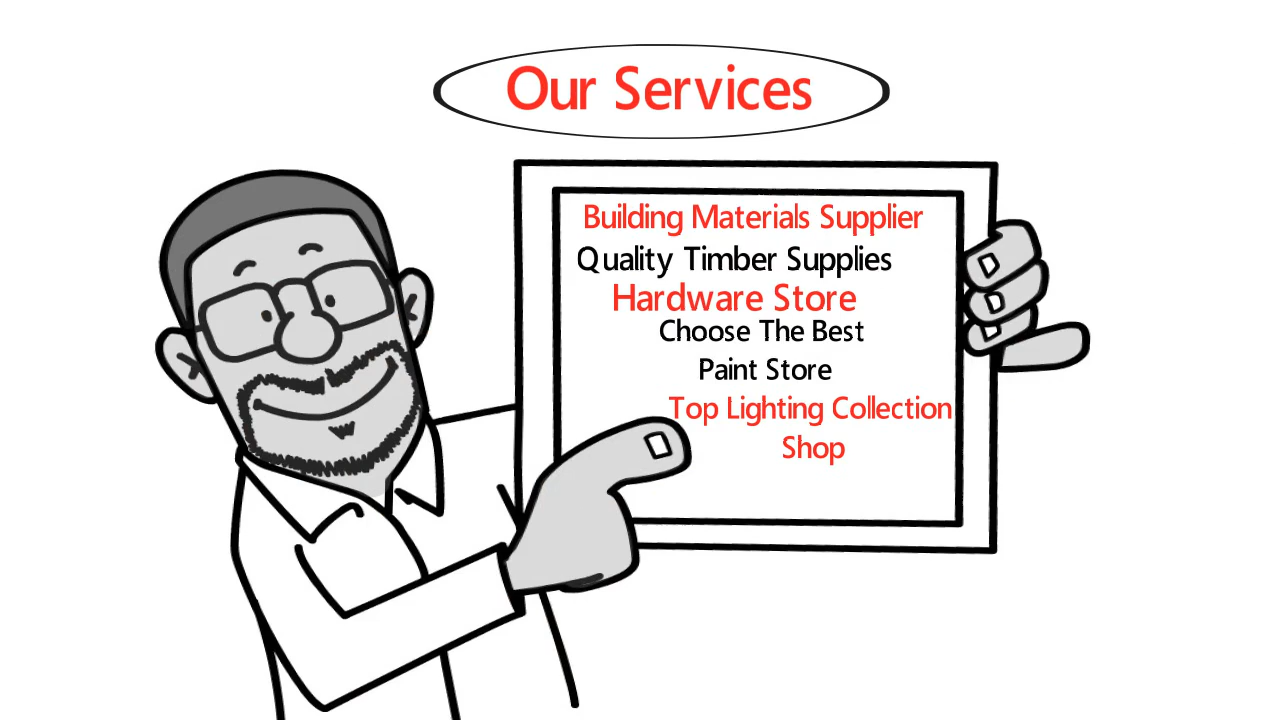 Our Services
Building Materials Supplier
Quality Timber Supplies
Hardware Store
Choose The Best
Paint Store
Top Lighting Collection
Shop